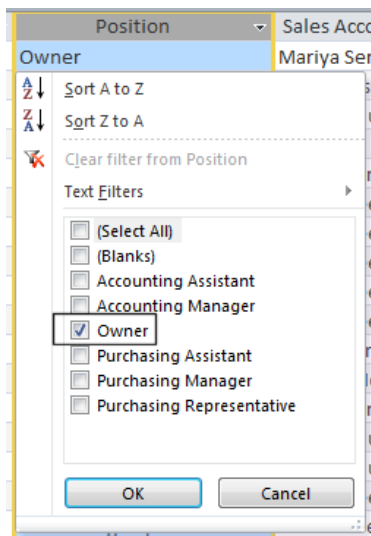 Position Sales Acco
Owner Mariya Ser
Sort A to Z
Sort Z to A
Clear filter from Position
Text Filters
(Select All)
(Blanks)
Accounting Assistant
Accounting Manager
Owner
Purchasing Assistant
Purchasing Manager
Purchasing Representative
OK Cancel